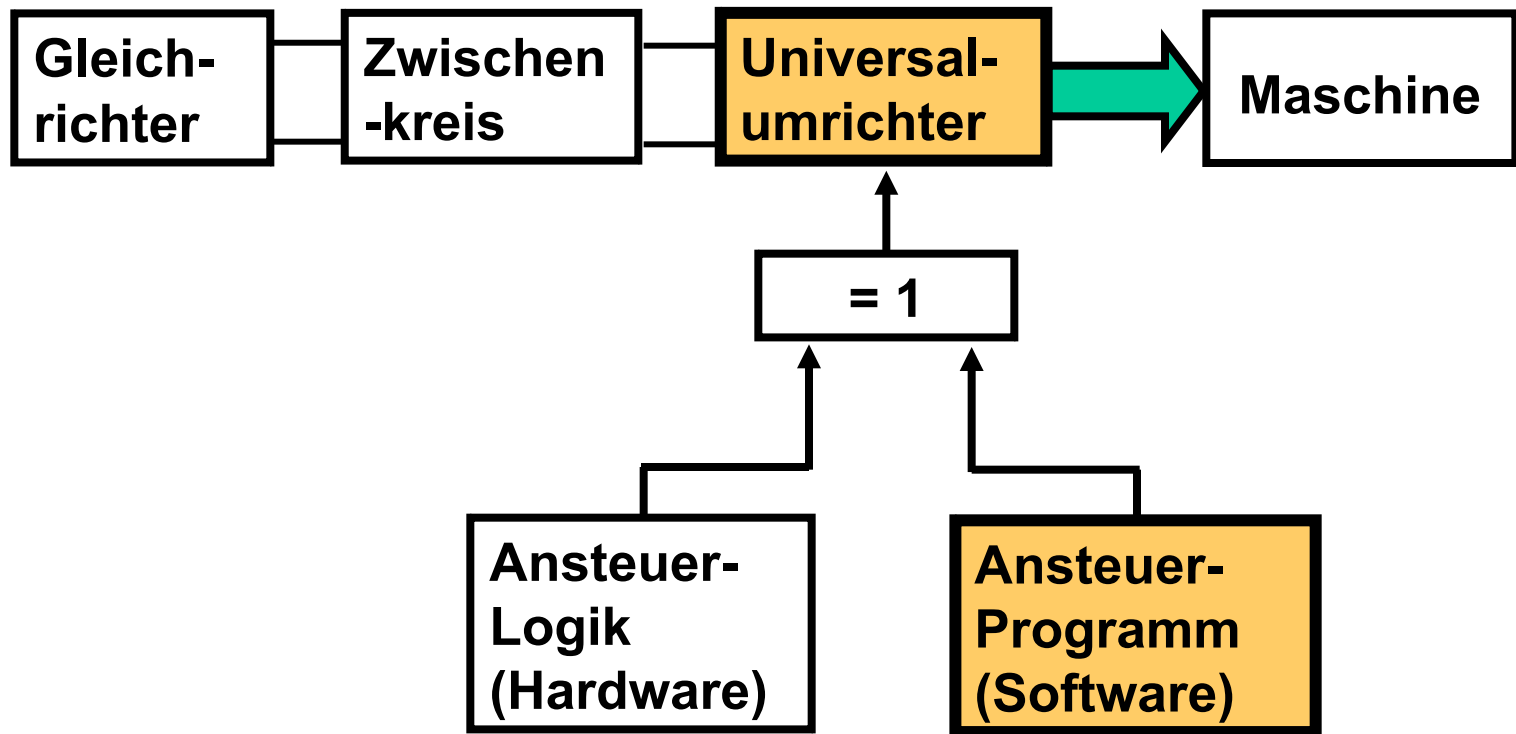 Gleich-
richter
Zwischen
-kreis
Universal-
umrichter
Maschine
= 1
Ansteuer-
Logik
(Hardware)
Ansteuer-
Programm
(Software)